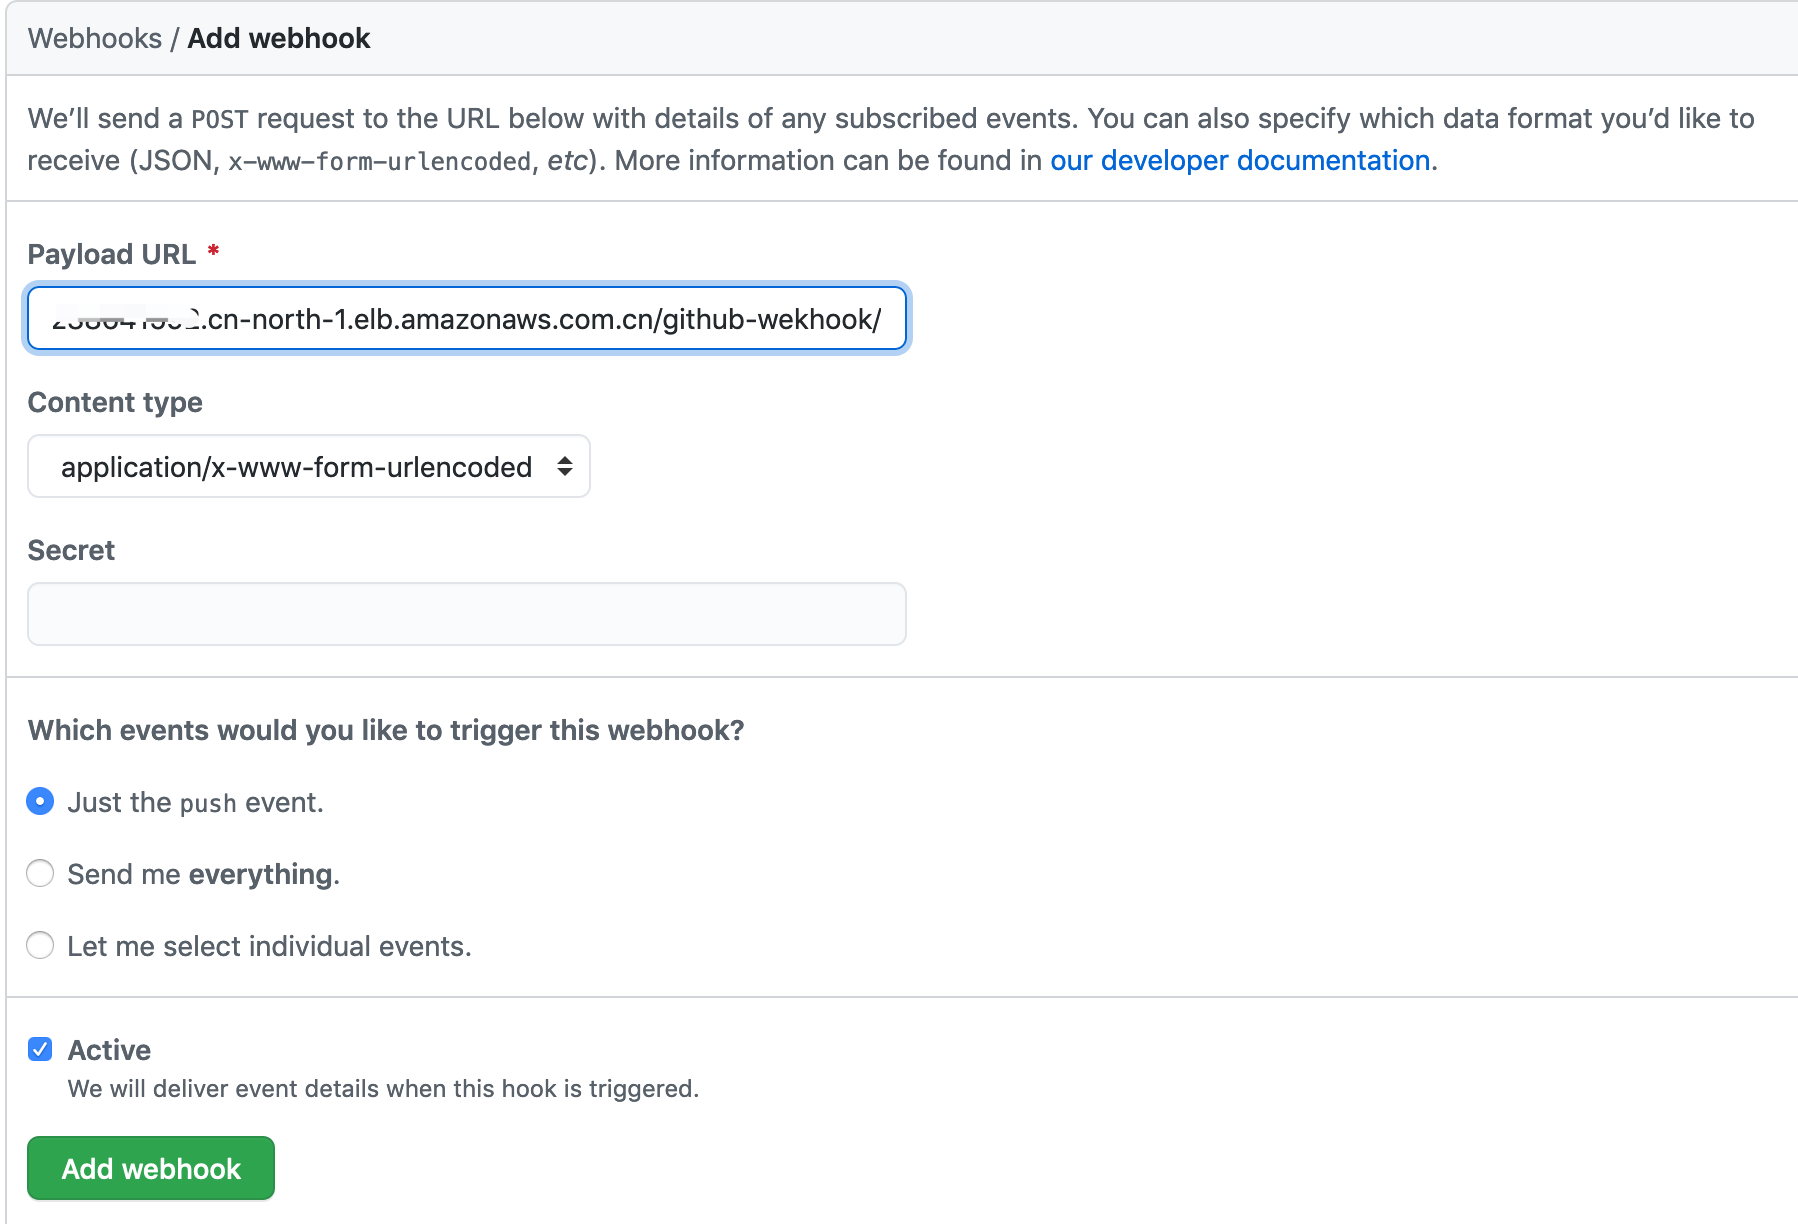 Webhooks / Add webhook
We’ll send a POST request to the URL below with details of any subscribed events. You can also specify which data format you’d like to
receive (JSON, x-www-form-urlencoded, etc). More information can be found in our developer documentation.
Payload URL *
.cn-north-1.elb.amazonaws.com.cn/github-wekhook/
Content type
application/x-www-form-urlencoded
Secret
Which events would you like to trigger this webhook?
Just the push event.
Send me everything.
Let me select individual events.
Active
We will deliver event details when this hook is triggered.
Add webhook